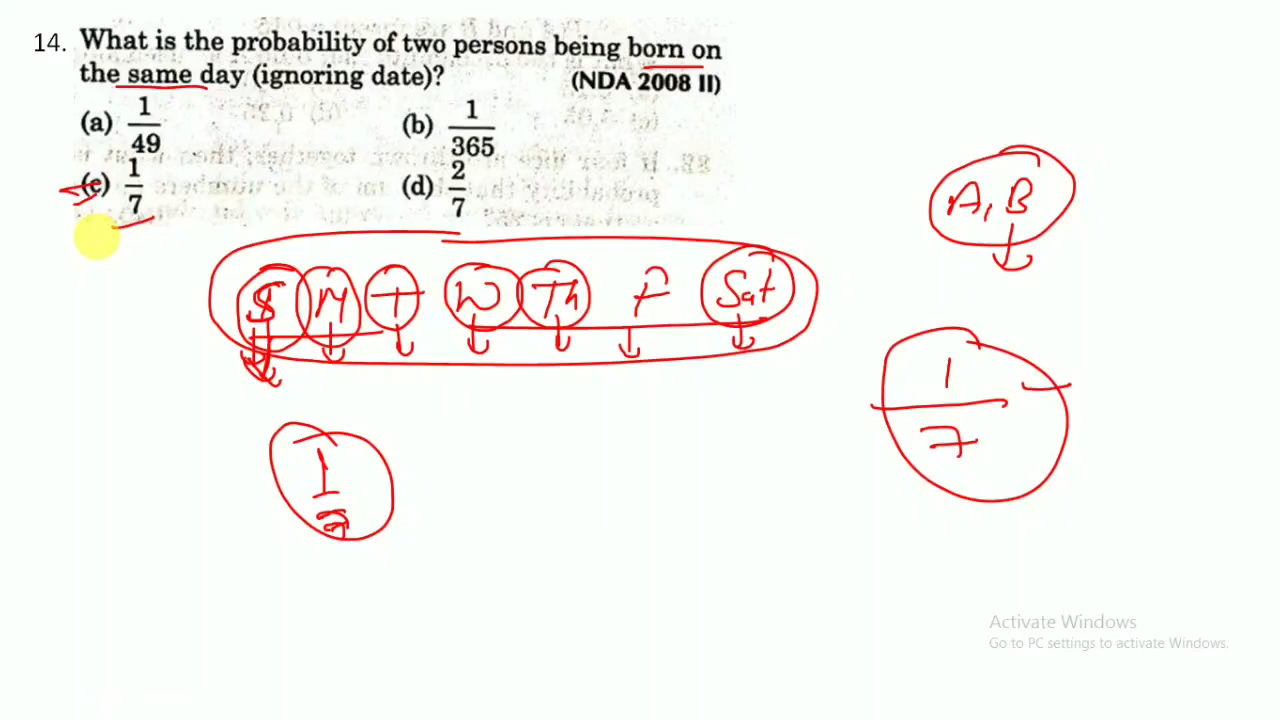 14. What is the probability of two persons being born on
the same day (ignoring date)?
(NDA 2008 II)
(a) 1/49
(b) 1/365
(c) 1/7
(d) 2/7
A, B
S M T W Th F Sat
1
7
1
Activate Windows
Go to PC settings to activate Windows.